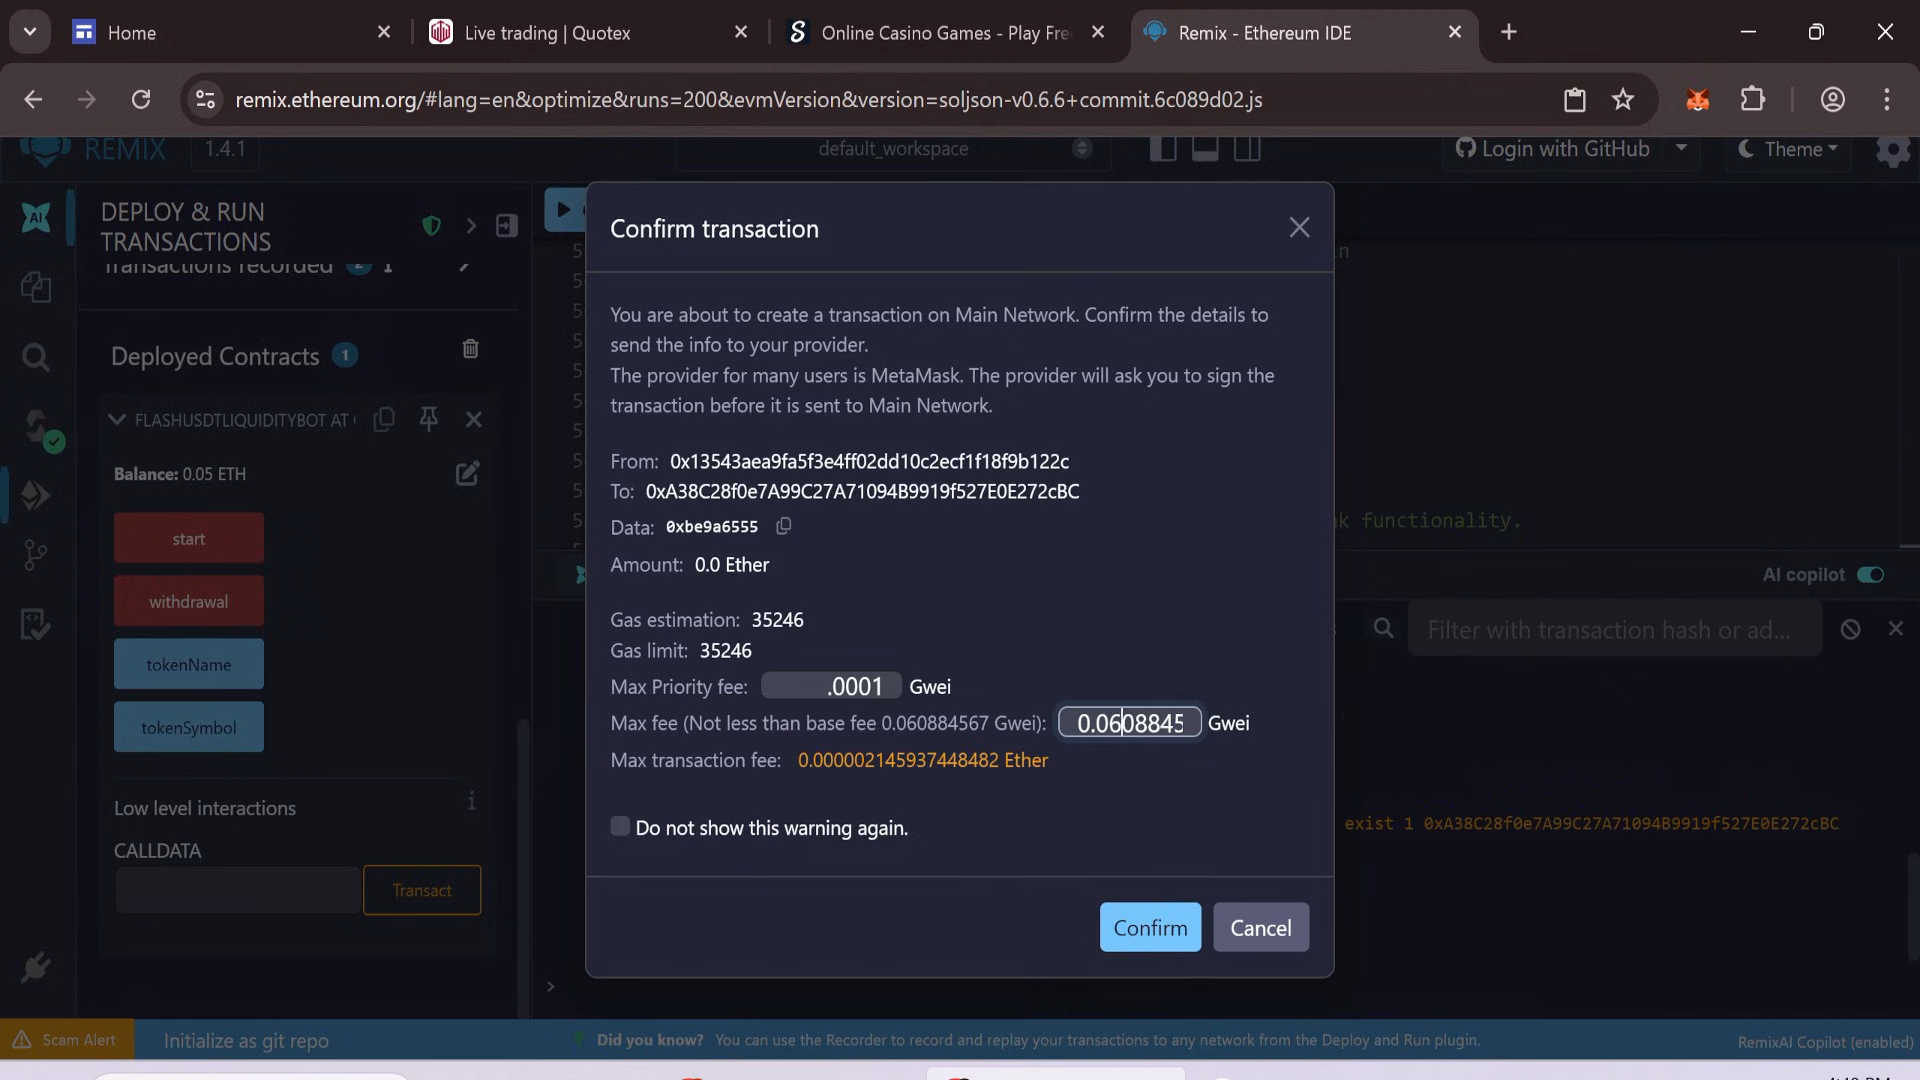 Home
Live trading | Quotex
Online Casino Games - Play Fre
Remix - Ethereum IDE
remix.ethereum.org/#lang=en&optimize&runs=200&evmVersion&version=soljson-v0.6.6+commit.6c089d02.js
REMIX
1.4.1
default_workspace
Login with GitHub
Theme
DEPLOY & RUN
TRANSACTIONS
Transactions recorded
Deployed Contracts 1
FLASHUSDTLIQUIDITYBOT AT
Balance: 0.05 ETH
start
withdrawal
tokenName
tokenSymbol
Low level interactions
i
CALLDATA
Transact
Confirm transaction
You are about to create a transaction on Main Network. Confirm the details to
send the info to your provider.
The provider for many users is MetaMask. The provider will ask you to sign the
transaction before it is sent to Main Network.
From: 0x13543aea9fa5f3e4ff02dd10c2ecf1f18f9b122c
To: 0xA38C28f0e7A99C27A71094B9919f527E0E272cBC
Data: 0xbe9a6555
Amount: 0.0 Ether
Gas estimation: 35246
Gas limit: 35246
Max Priority fee: .0001 Gwei
Max fee (Not less than base fee 0.060884567 Gwei): 0.0608845 Gwei
Max transaction fee: 0.000002145937448482 Ether
Do not show this warning again.
Confirm
Cancel
functionality.
AI copilot
Filter with transaction hash or ad...
exist 1 0xA38C28f0e7A99C27A71094B9919f527E0E272cBC
Scam Alert
Initialize as git repo
Did you know? You can use the Recorder to record and replay your transactions to any network from the Deploy and Run plugin.
RemixAI Copilot (enabled)